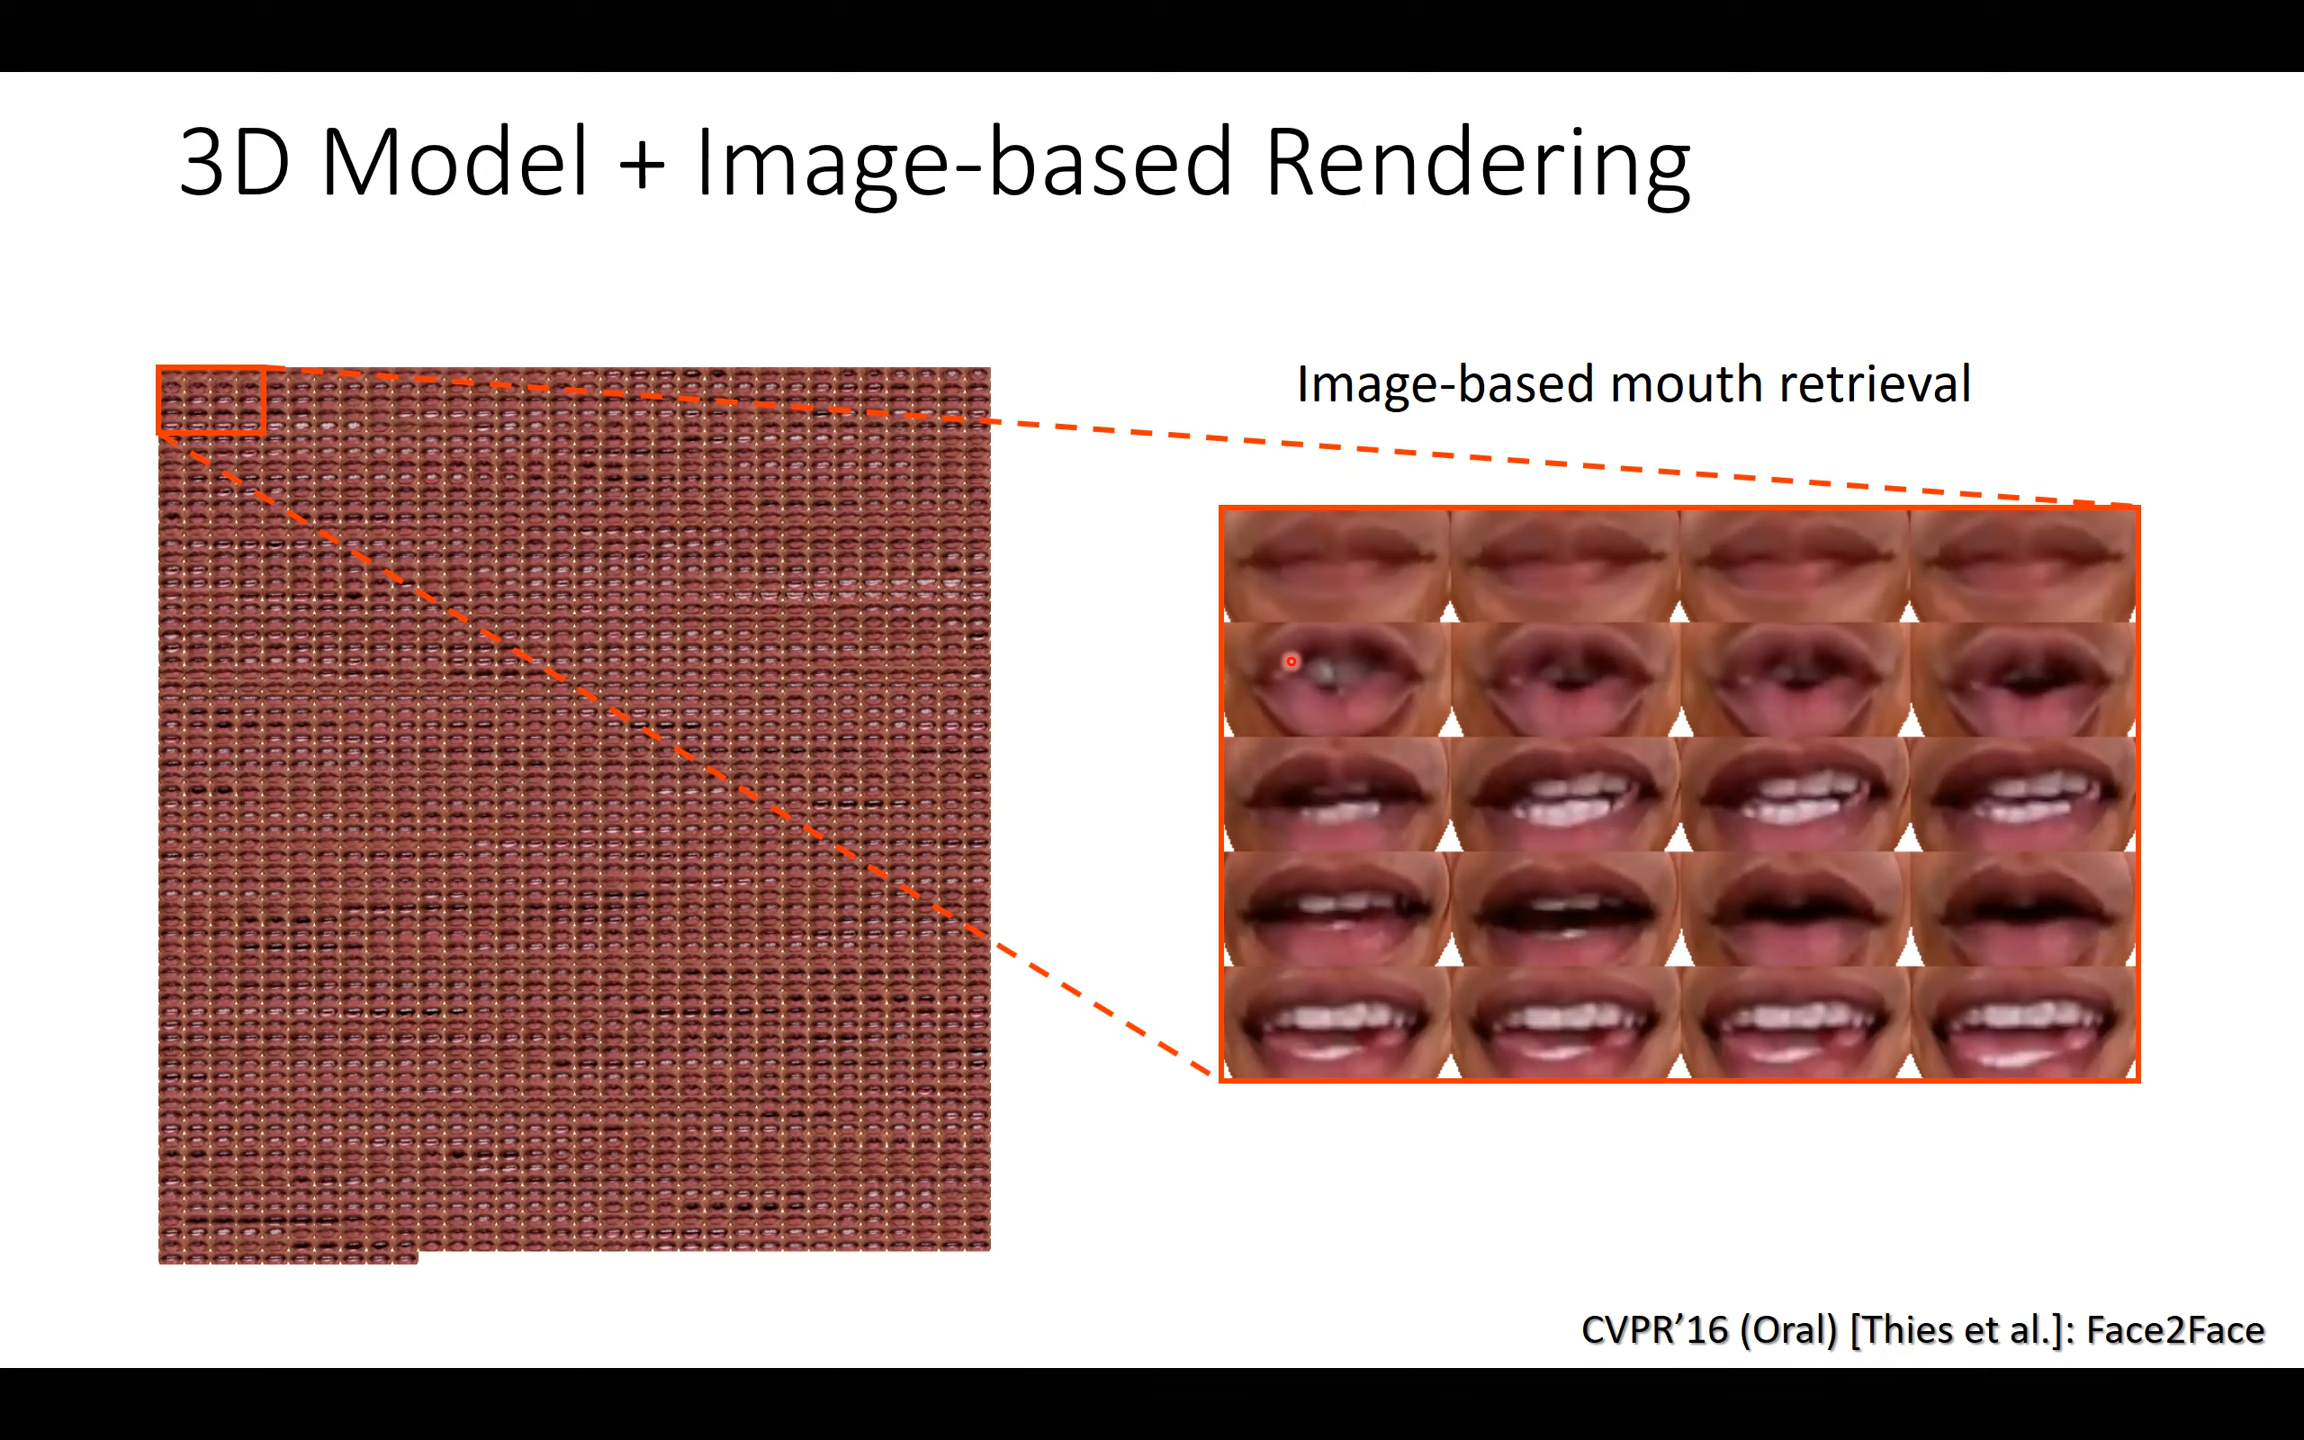 3D Model + Image-based Rendering
Image-based mouth retrieval
CVPR’16 (Oral) [Thies et al.]: Face2Face